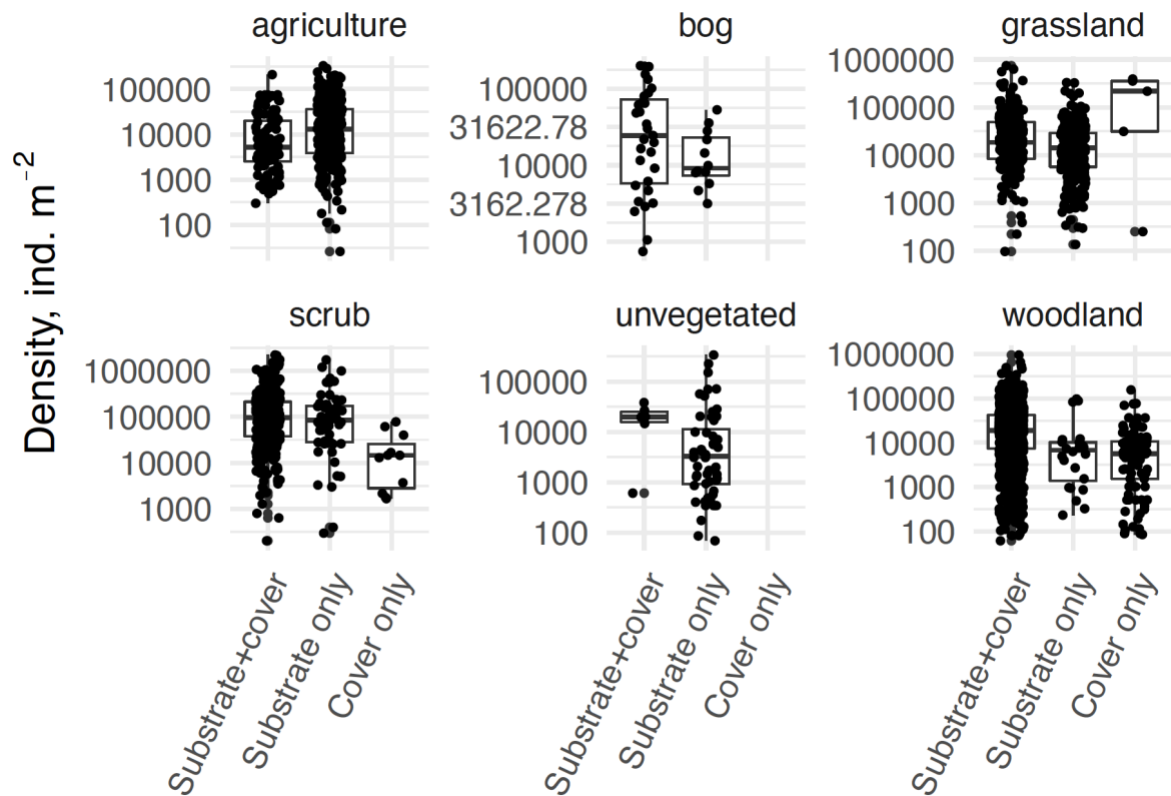 agriculture
bog
grassland
100000
10000
1000
100
100000
31622.78
10000
3162.278
1000
1000000
100000
10000
1000
100
Density, ind. m⁻²
scrub
unvegetated
woodland
1000000
100000
10000
1000
100000
10000
1000
100
1000000
100000
10000
1000
100
Substrate+cover
Substrate only
Cover only
Substrate+cover
Substrate only
Cover only
Substrate+cover
Substrate only
Cover only